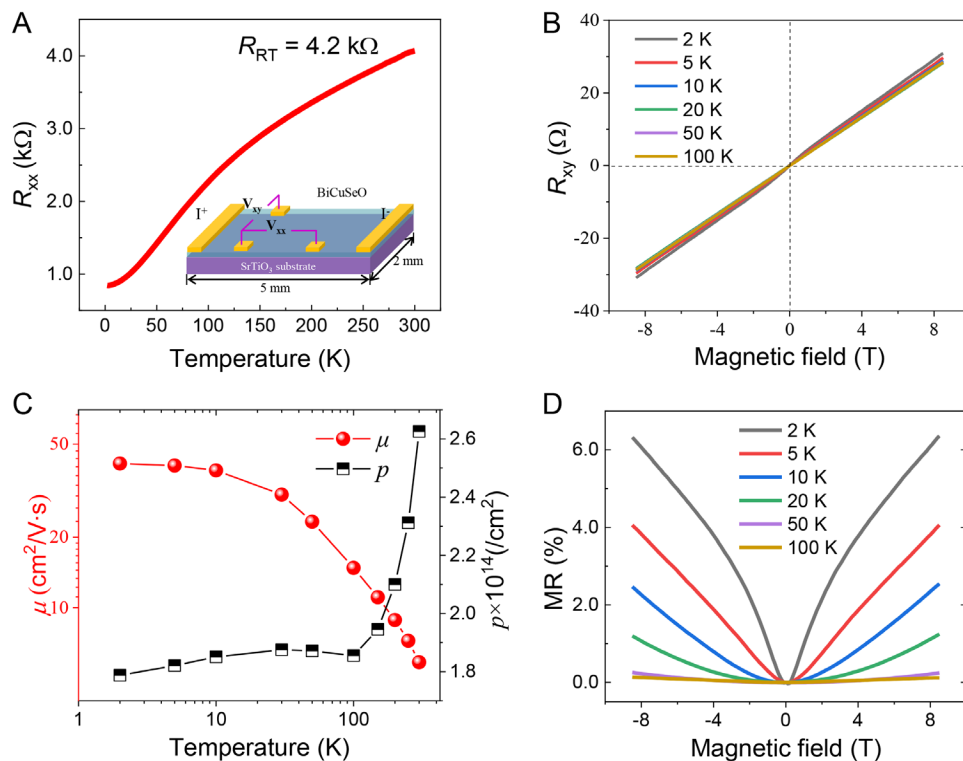 A
R_RT = 4.2 kΩ
R_xx (kΩ)
4.0
3.0
2.0
1.0
BiCuSeO
I⁺
V_xy
V_xx
I⁻
SrTiO₃ substrate
2 mm
5 mm
0 50 100 150 200 250 300
Temperature (K)
B
R_xy (Ω)
40
20
0
-20
-40
2 K
5 K
10 K
20 K
50 K
100 K
-8 -4 0 4 8
Magnetic field (T)
C
μ (cm²/V·s)
50
20
10
μ
p
2.6
2.4
2.2
2.0
1.8
p×10¹⁴(/cm²)
1 10 100
Temperature (K)
D
MR (%)
6.0
4.0
2.0
0.0
2 K
5 K
10 K
20 K
50 K
100 K
-8 -4 0 4 8
Magnetic field (T)